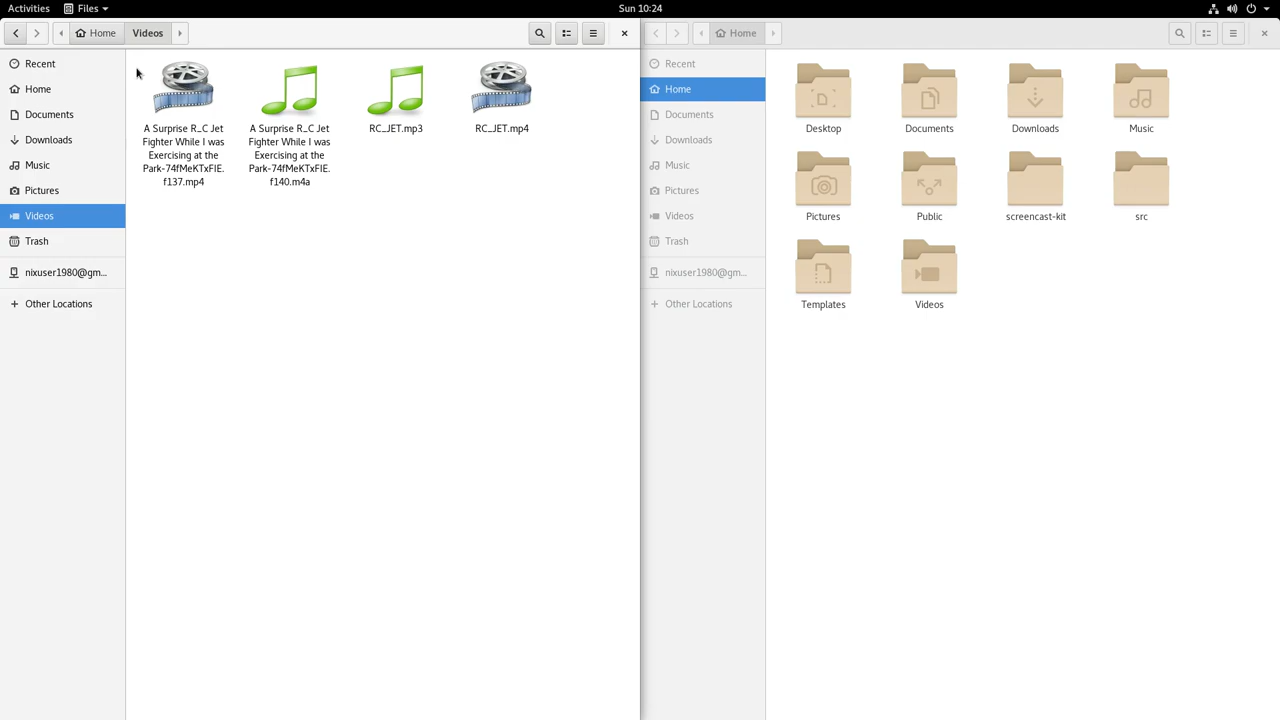 Activities
Files
Sun 10:24
Home
Videos
Home
Recent
Home
Documents
Downloads
Music
Pictures
Videos
Trash
nixuser1980@gm...
Other Locations
A Surprise R_C Jet
Fighter While I was
Exercising at the
Park-74fMeKTxFIE.
f137.mp4
A Surprise R_C Jet
Fighter While I was
Exercising at the
Park-74fMeKTxFIE.
f140.m4a
RC_JET.mp3
RC_JET.mp4
Recent
Home
Documents
Downloads
Music
Pictures
Videos
Trash
nixuser1980@gm...
Other Locations
Desktop
Documents
Downloads
Music
Pictures
Public
screencast-kit
src
Templates
Videos